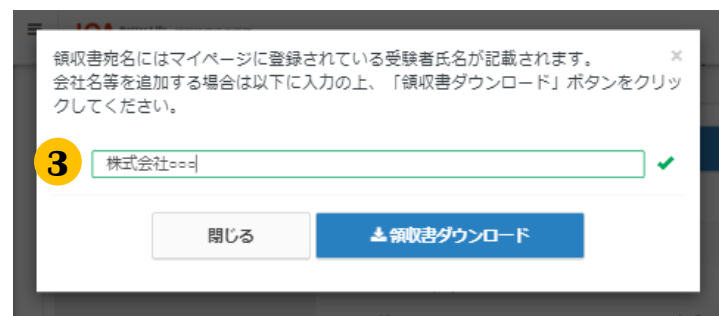 領収書宛名にはマイページに登録されている受験者氏名が記載されます。 ×
会社名等を追加する場合は以下に入力の上、「領収書ダウンロード」ボタンをクリッ
クしてください。
3 株式会社○○○
閉じる 領収書ダウンロード